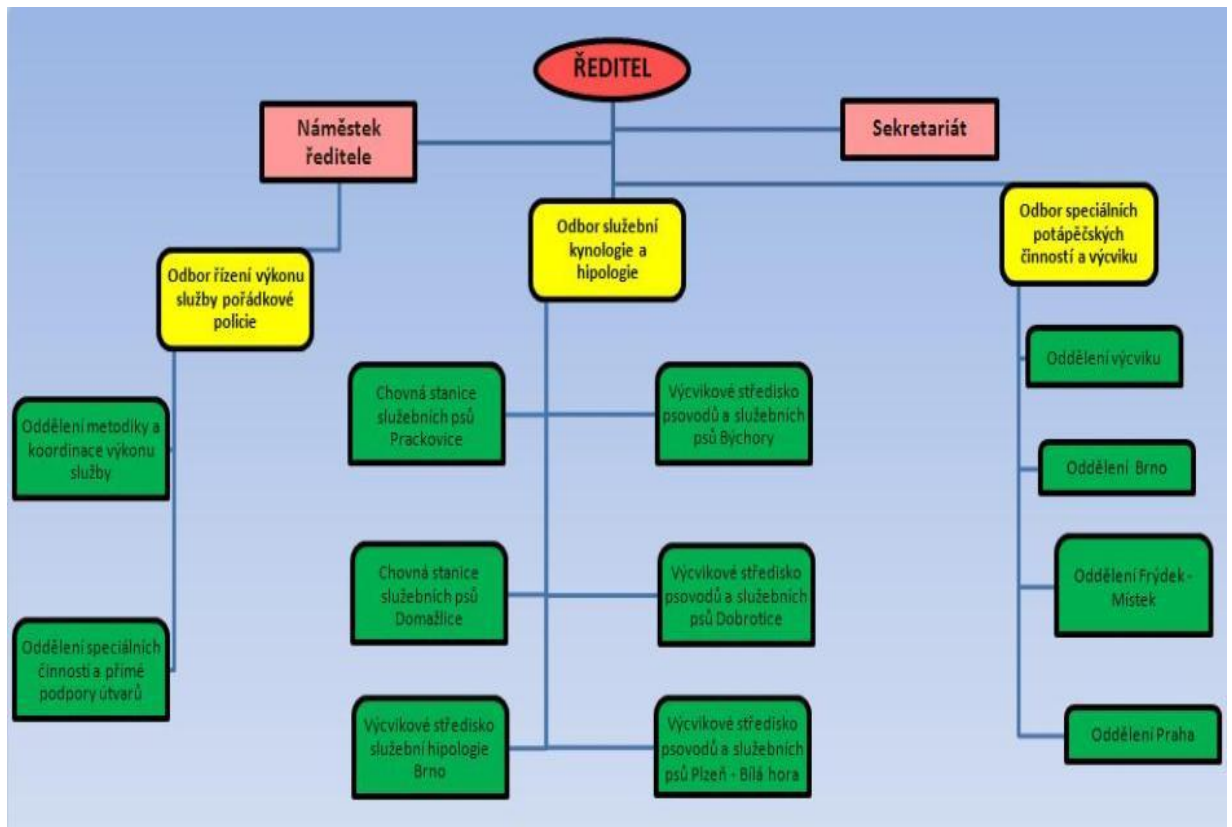 ŘEDITEL
Náměstek
ředitele
Sekretariát
Odbor řízení výkonu
služby pořádkové
policie
Odbor služební
kynologie a
hipologie
Odbor speciálních
potápěčských
činností a výcviku
Oddělení metodiky a
koordinace výkonu
služby
Oddělení speciálních
činností a přímé
podpory útvarů
Chovná stanice
služebních psů
Prackovice
Výcvikové středisko
psovodů a služebních
psů Býchory
Chovná stanice
služebních psů
Domažlice
Výcvikové středisko
psovodů a služebních
psů Dobrotice
Výcvikové středisko
služební hipologie
Brno
Výcvikové středisko
psovodů a služebních
psů Plzeň - Bílá hora
Oddělení výcviku
Oddělení Brno
Oddělení Frýdek -
Místek
Oddělení Praha